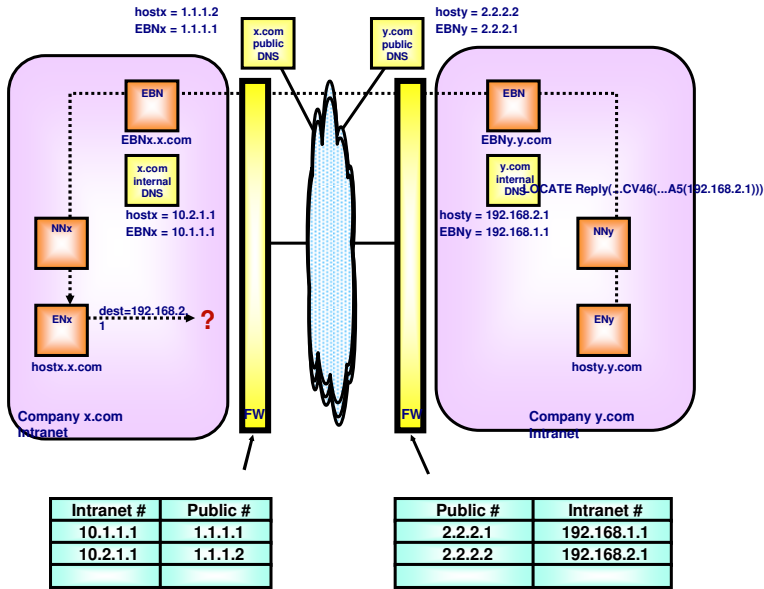 hostx = 1.1.1.2
EBNx = 1.1.1.1
x.com
public
DNS
y.com
public
DNS
hosty = 2.2.2.2
EBNy = 2.2.2.1
EBN
EBNx.x.com
x.com
internal
DNS
hostx = 10.2.1.1
EBNx = 10.1.1.1
NNx
ENx
dest=192.168.2.
1
?
hostx.x.com
Company x.com
Intranet
FW
FW
EBN
EBNy.y.com
y.com
internal
DNS
LOCATE Reply(...CV46(...A5(192.168.2.1)))
hosty = 192.168.2.1
EBNy = 192.168.1.1
NNy
ENy
hosty.y.com
Company y.com
Intranet
Intranet # Public #
10.1.1.1 1.1.1.1
10.2.1.1 1.1.1.2
Public # Intranet #
2.2.2.1 192.168.1.1
2.2.2.2 192.168.2.1